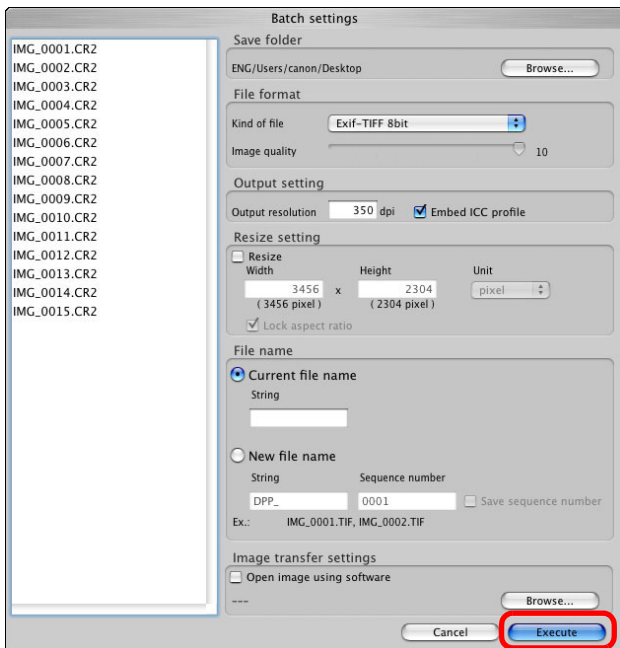 Batch settings
IMG_0001.CR2
IMG_0002.CR2
IMG_0003.CR2
IMG_0004.CR2
IMG_0005.CR2
IMG_0006.CR2
IMG_0007.CR2
IMG_0008.CR2
IMG_0009.CR2
IMG_0010.CR2
IMG_0011.CR2
IMG_0012.CR2
IMG_0013.CR2
IMG_0014.CR2
IMG_0015.CR2
Save folder
ENG/Users/canon/Desktop Browse...
File format
Kind of file Exif-TIFF 8bit
Image quality 10
Output setting
Output resolution 350 dpi Embed ICC profile
Resize setting
Resize
Width Height Unit
3456 x 2304 pixel
( 3456 pixel ) ( 2304 pixel )
Lock aspect ratio
File name
Current file name
String
New file name
String Sequence number
DPP_ 0001 Save sequence number
Ex.: IMG_0001.TIF, IMG_0002.TIF
Image transfer settings
Open image using software
--- Browse...
Cancel Execute